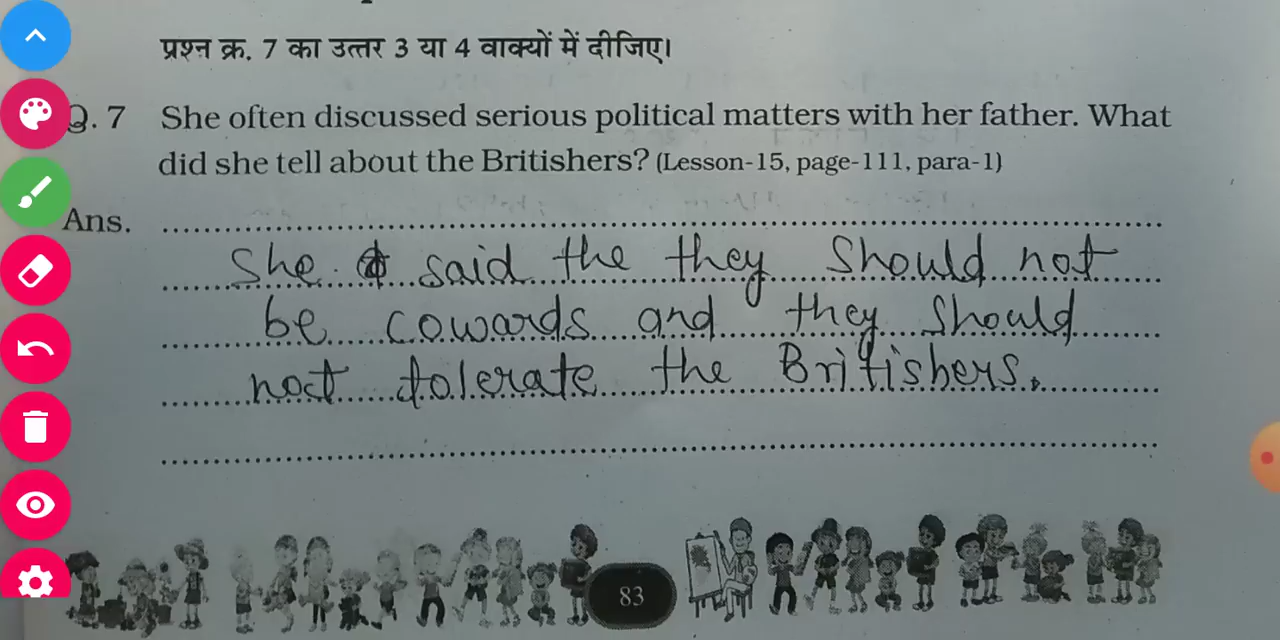 प्रश्न क्र. 7 का उत्तर 3 या 4 वाक्यों में दीजिए।
Q. 7 She often discussed serious political matters with her father. What
did she tell about the Britishers? (Lesson-15, page-111, para-1)
Ans.
She said the they should not
be cowards and they should
not tolerate the Britishers.
83